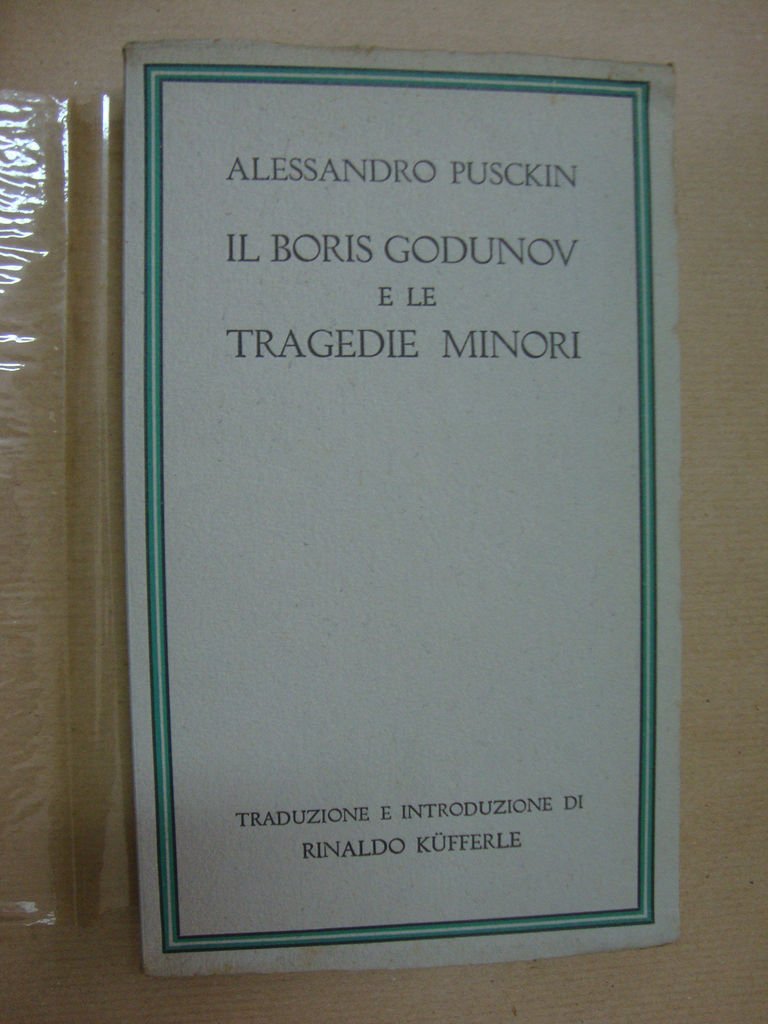 ALESSANDRO PUSCKIN
IL BORIS GODUNOV
E LE
TRAGEDIE MINORI
TRADUZIONE E INTRODUZIONE DI
RINALDO KÜFFERLE